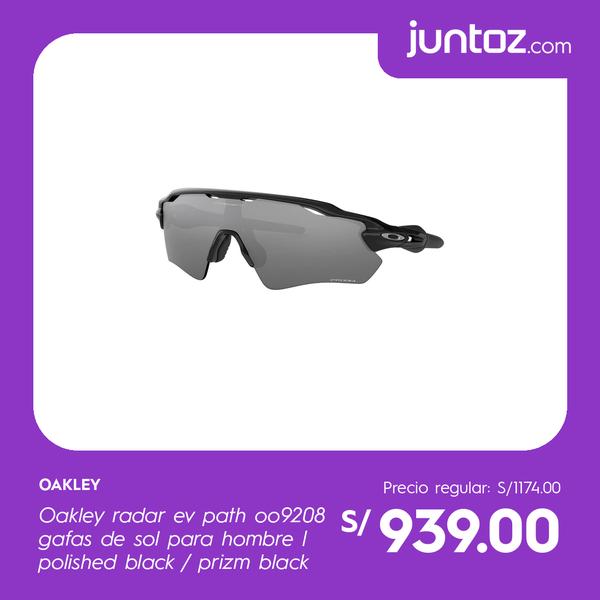 juntoz.com
PRIZM
OAKLEY
Precio regular: S/1174.00
Oakley radar ev path oo9208
gafas de sol para hombre |
polished black / prizm black
S/ 939.00